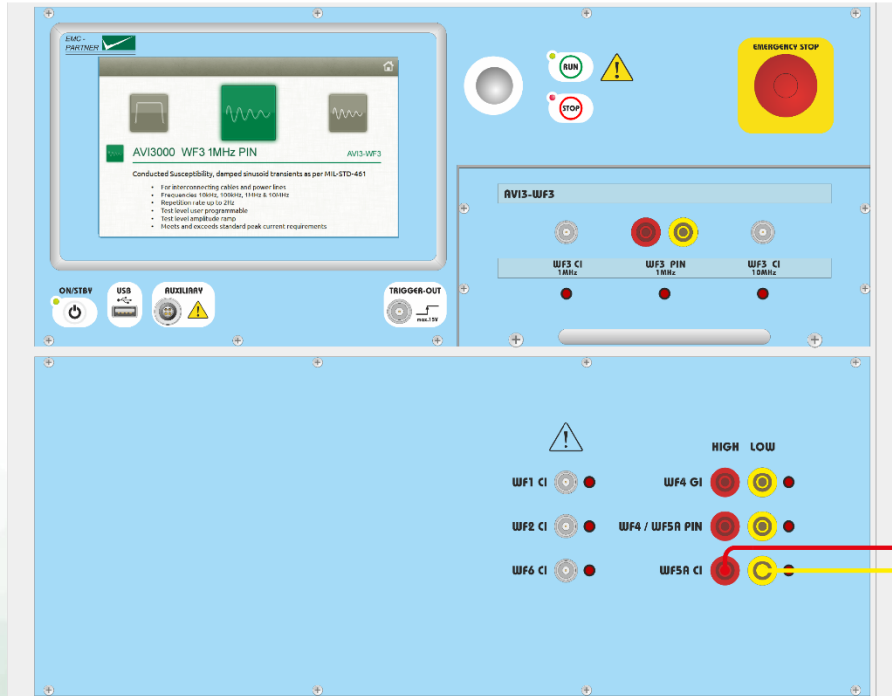 EMC-
PARTNER
AVI3000 WF3 1MHz PIN
AVI3-WF3
Conducted Susceptibility, damped sinusoid transients as per MIL-STD-461
• For interconnecting cables and power lines
• Frequencies 10kHz, 100kHz, 1MHz & 10MHz
• Repetition rate up to 2Hz
• Test level user programmable
• Test level amplitude ramp
• Meets and exceeds standard peak current requirements
ON/STBY
USB
AUXILIARY
TRIGGER-OUT
max.15V
RUN
STOP
EMERGENCY STOP
AVI3-WF3
WF3 CI
1MHz
WF3 PIN
1MHz
WF3 CI
10MHz
HIGH LOW
WF1 CI
WF4 GI
WF2 CI
WF4 / WF5A PIN
WF6 CI
WF5A CI